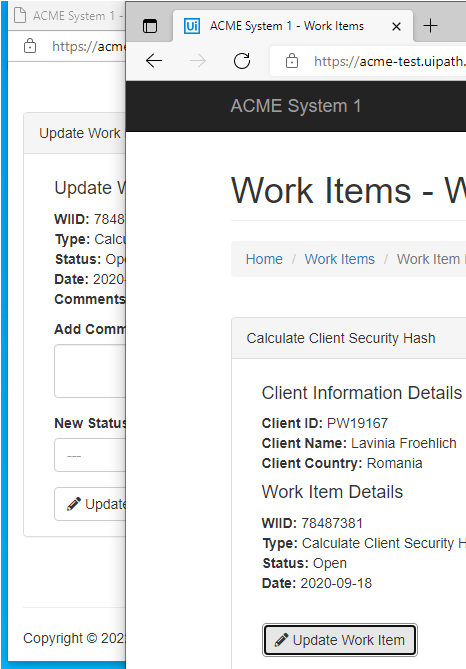 ACME System 1 -
https://acme
Update Work
Update W
WIID: 7848
Type: Calcu
Status: Ope
Date: 2020-
Comments
Add Comm
New Status
---
Update
Copyright © 202
Ui ACME System 1 - Work Items
https://acme-test.uipath.
ACME System 1
Work Items - W
Home / Work Items / Work Item
Calculate Client Security Hash
Client Information Details
Client ID: PW19167
Client Name: Lavinia Froehlich
Client Country: Romania
Work Item Details
WIID: 78487381
Type: Calculate Client Security H
Status: Open
Date: 2020-09-18
Update Work Item